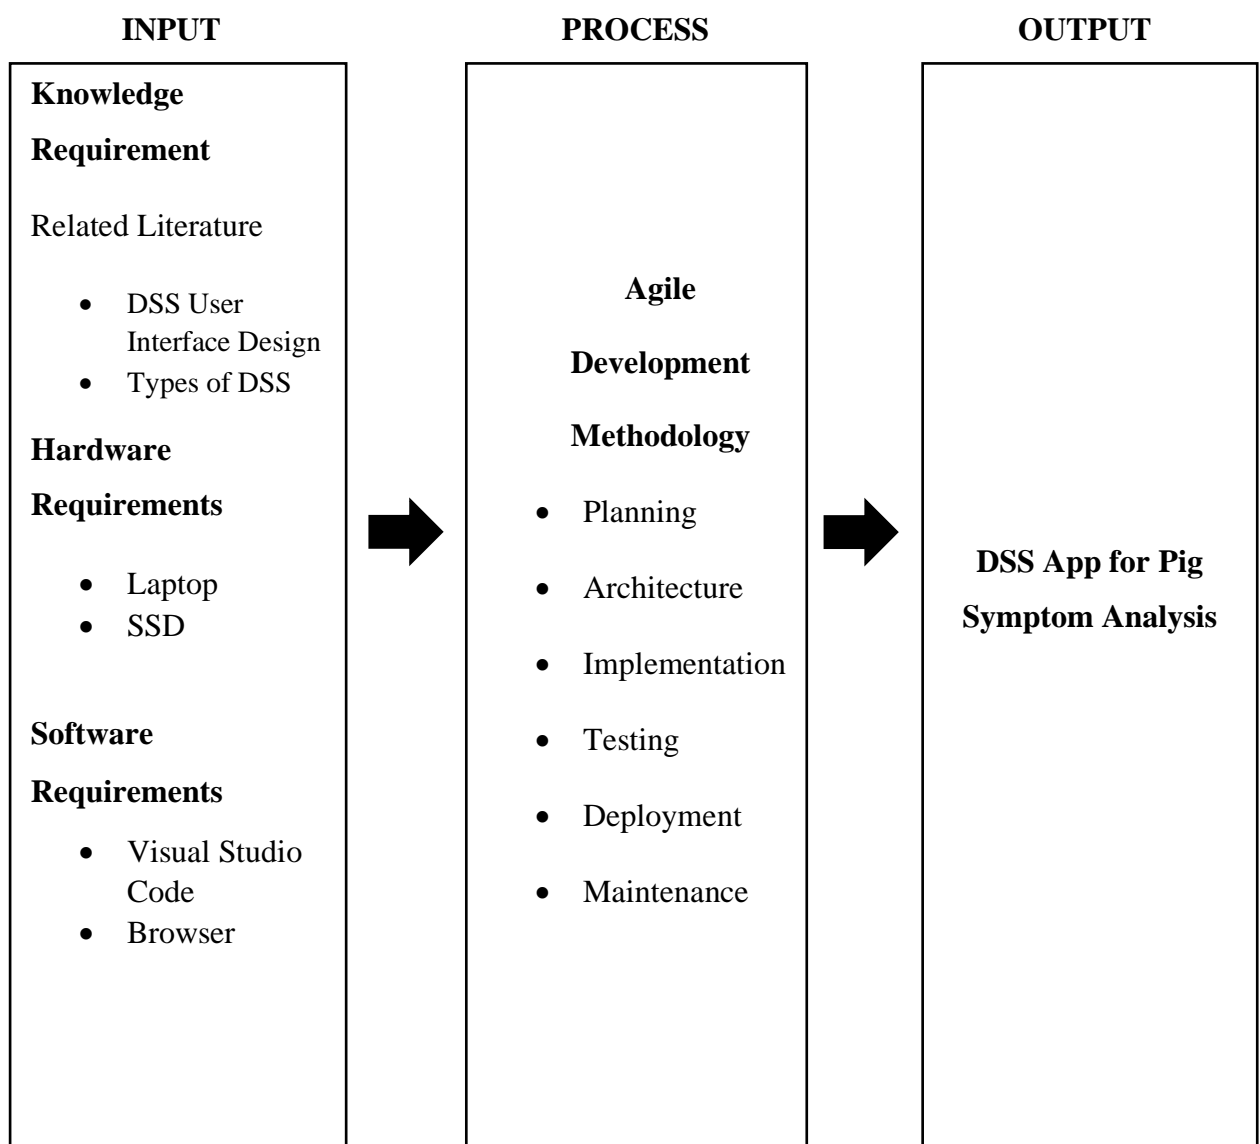 INPUT
Knowledge
Requirement
Related Literature
• DSS User
Interface Design
• Types of DSS
Hardware
Requirements
• Laptop
• SSD
Software
Requirements
• Visual Studio
Code
• Browser
PROCESS
Agile
Development
Methodology
• Planning
• Architecture
• Implementation
• Testing
• Deployment
• Maintenance
OUTPUT
DSS App for Pig
Symptom Analysis